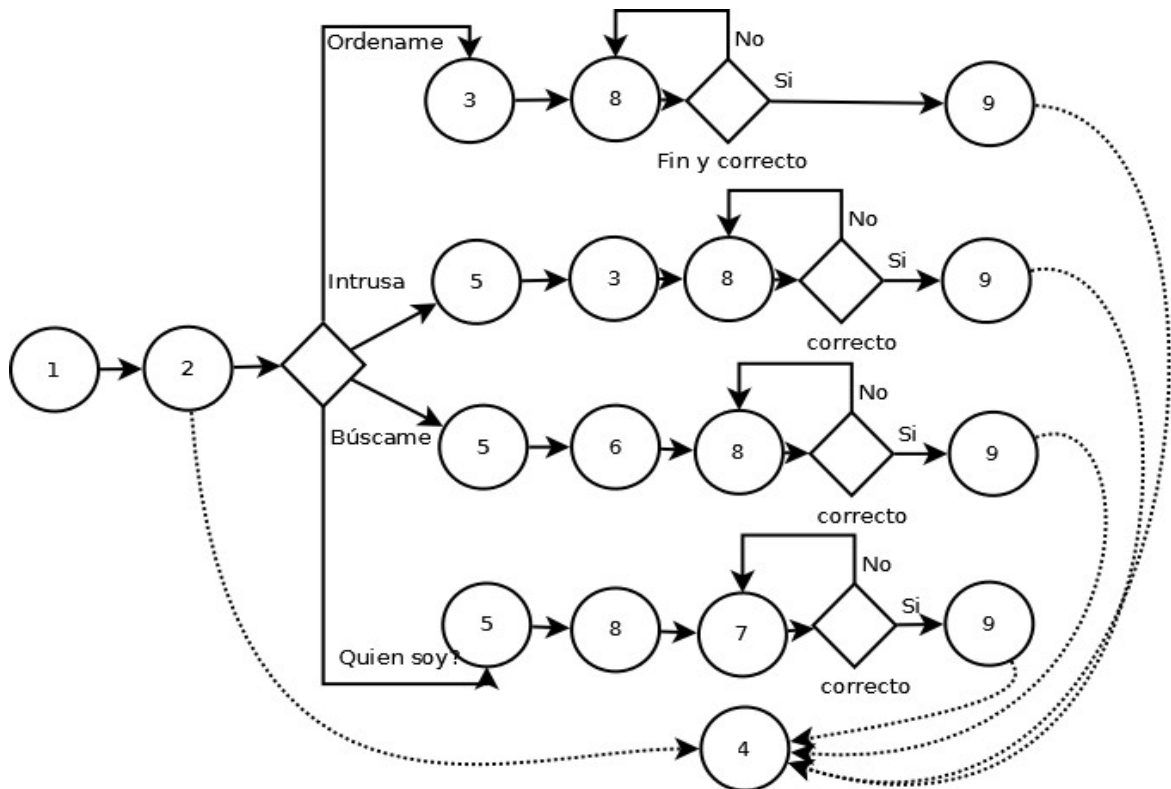 Ordename
No
3
8
Si
9
Fin y correcto
No
Intrusa
5
3
8
Si
9
correcto
1
2
No
Búscame
5
6
8
Si
9
correcto
No
5
8
7
Si
9
Quien soy?
correcto
4